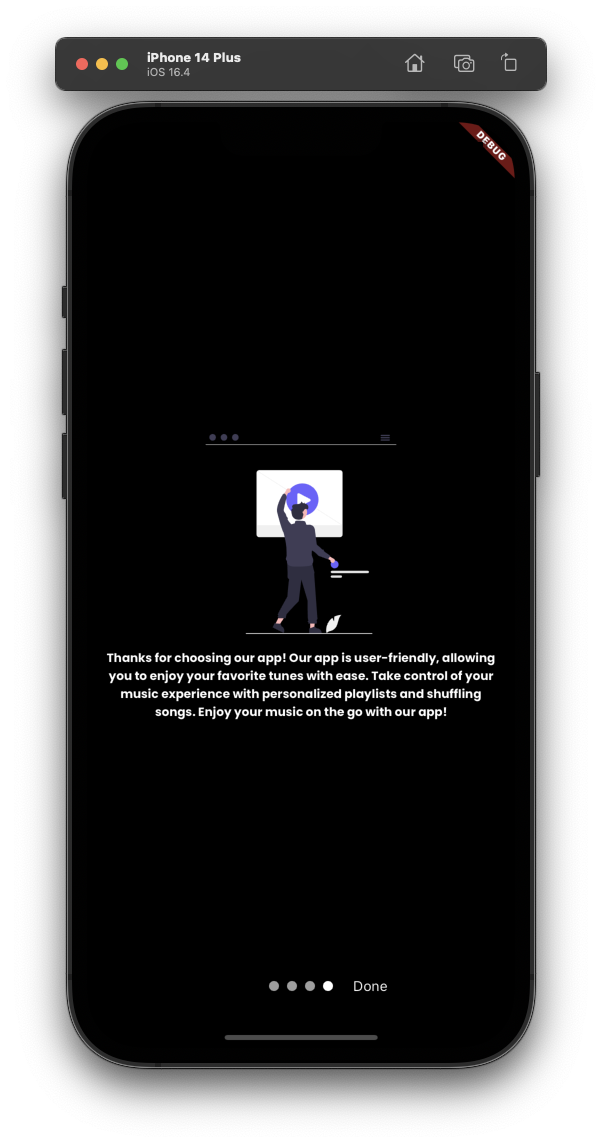 iPhone 14 Plus
iOS 16.4
DEBUG
Thanks for choosing our app! Our app is user-friendly, allowing
you to enjoy your favorite tunes with ease. Take control of your
music experience with personalized playlists and shuffling
songs. Enjoy your music on the go with our app!
Done